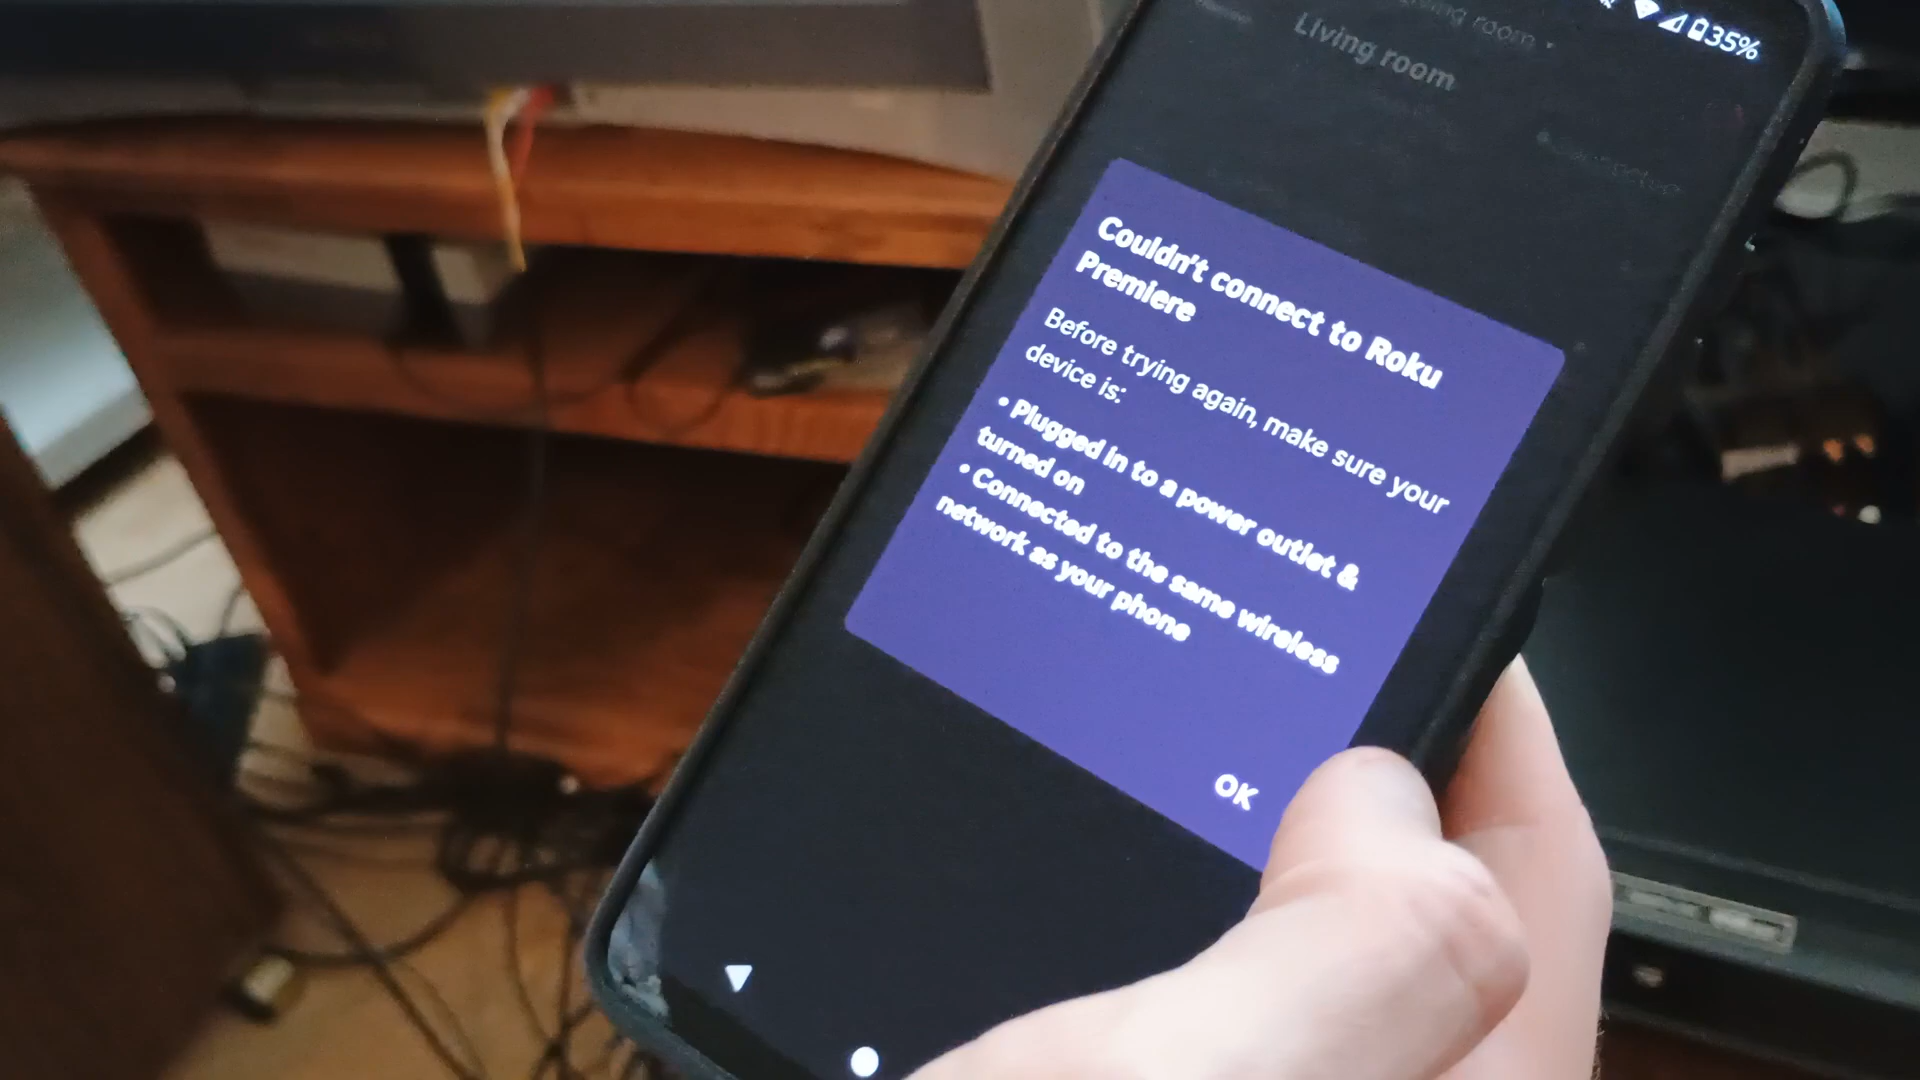 35%
Living room
Couldn't connect to Roku
Premiere
Before trying again, make sure your
device is:
• Plugged in to a power outlet &
turned on
• Connected to the same wireless
network as your phone
OK